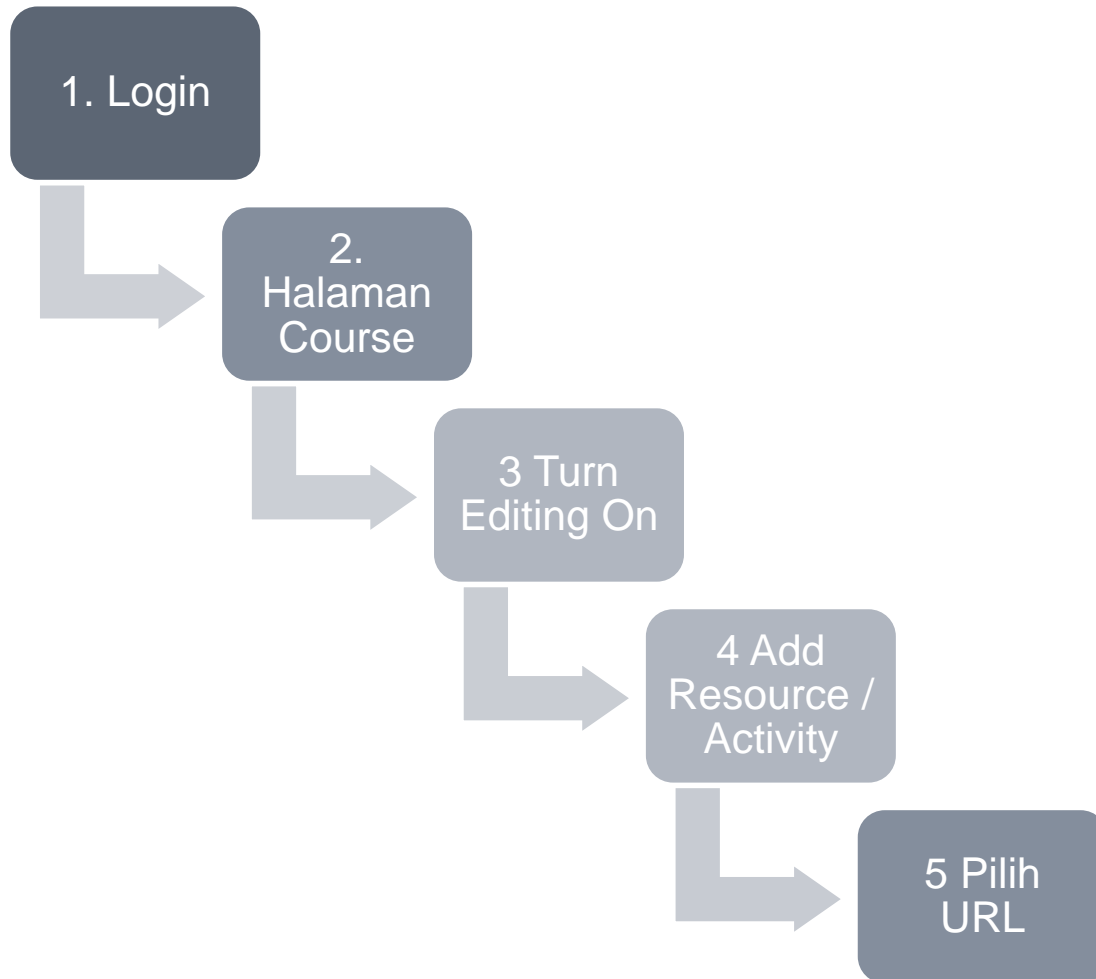 1. Login
2.
Halaman
Course
3 Turn
Editing On
4 Add
Resource /
Activity
5 Pilih
URL